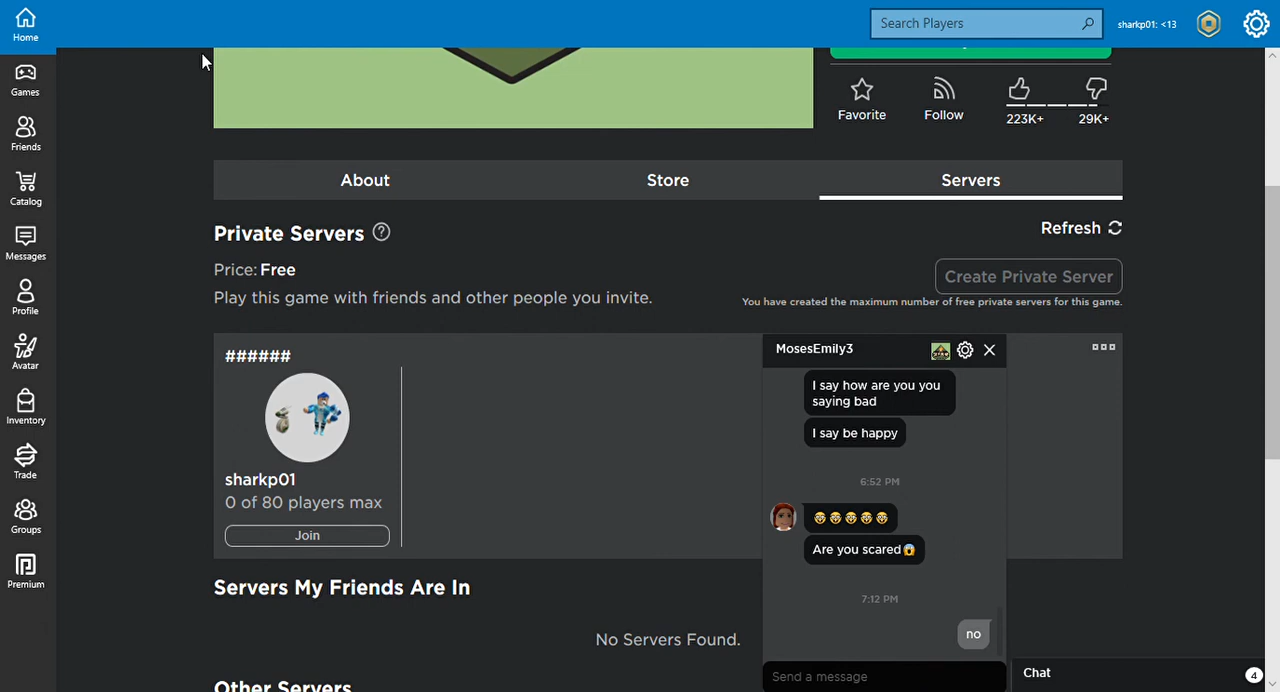 Home
Search Players
sharkp01: <13
Games
Friends
Catalog
Messages
Profile
Avatar
Inventory
Trade
Groups
Premium
Favorite
Follow
223K+
29K+
About
Store
Servers
Private Servers
Refresh
Price: Free
Create Private Server
Play this game with friends and other people you invite.
You have created the maximum number of free private servers for this game.
######
sharkp01
0 of 80 players max
Join
MosesEmily3
I say how are you you
saying bad
I say be happy
6:52 PM
🤓🤓🤓🤓🤓
Are you scared😱
7:12 PM
no
Send a message
Servers My Friends Are In
No Servers Found.
Other Servers
Chat
4